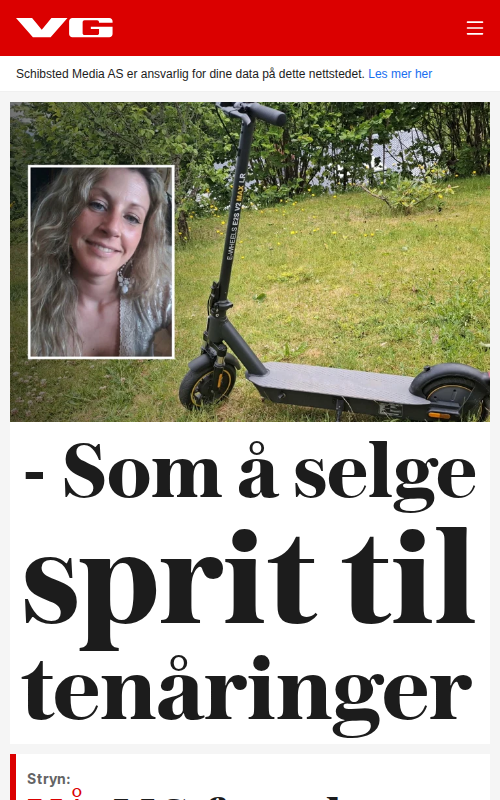 VG
Schibsted Media AS er ansvarlig for dine data på dette nettstedet. Les mer her
E-WHEELS E2S V2 MAX LR
- Som å selge
sprit til
tenåringer
Stryn: